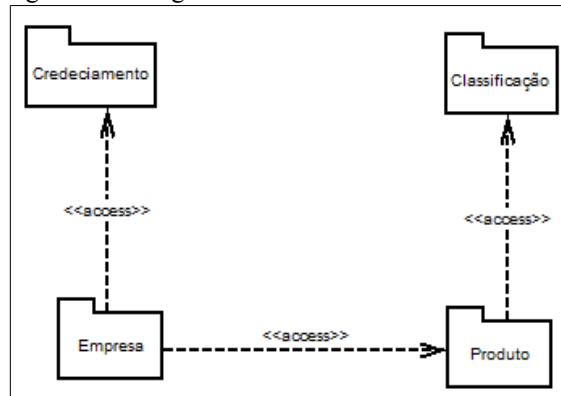 Credeciamento
Classificação
<<access>>
<<access>>
<<access>>
Empresa
Produto